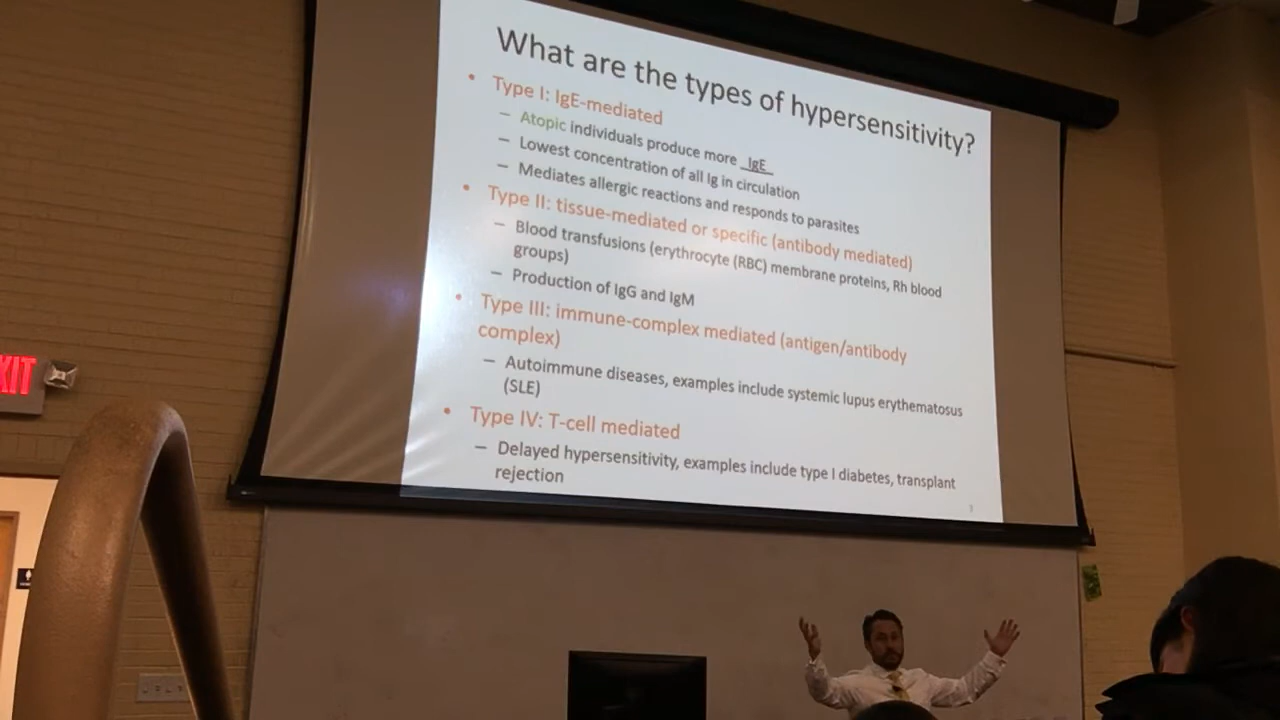 What are the types of hypersensitivity?
• Type I: IgE-mediated
– Atopic individuals produce more _IgE_
– Lowest concentration of all Ig in circulation
– Mediates allergic reactions and responds to parasites
• Type II: tissue-mediated or specific (antibody mediated)
– Blood transfusions (erythrocyte (RBC) membrane proteins, Rh blood
groups)
– Production of IgG and IgM
• Type III: immune-complex mediated (antigen/antibody
complex)
– Autoimmune diseases, examples include systemic lupus erythematosus
(SLE)
• Type IV: T-cell mediated
– Delayed hypersensitivity, examples include type I diabetes, transplant
rejection
XIT